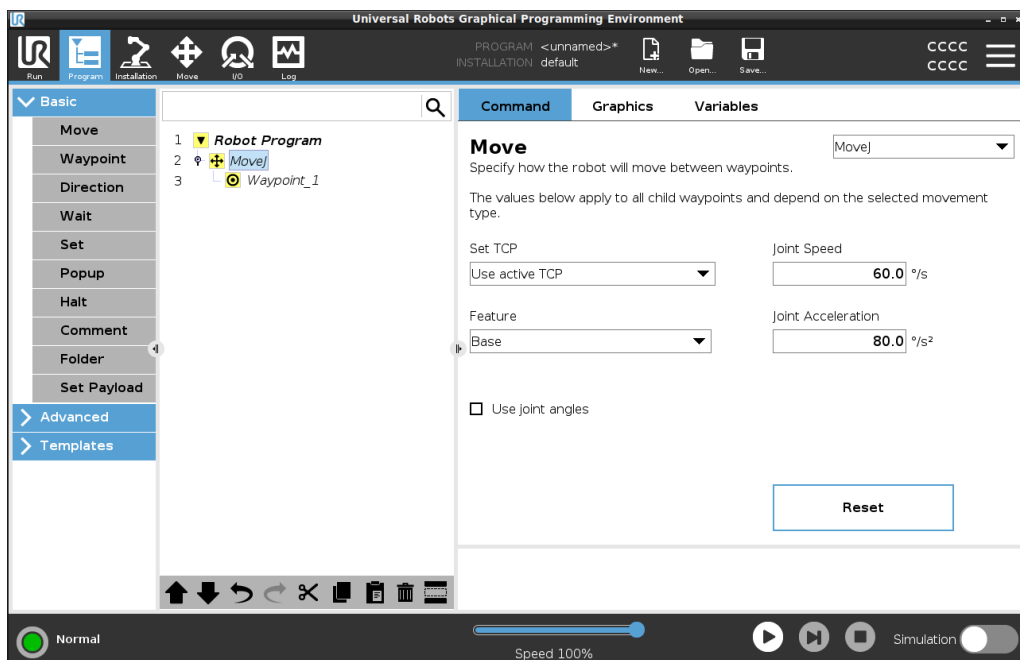 Universal Robots Graphical Programming Environment
UR
Run
Program
Installation
Move
I/O
Log
PROGRAM <unnamed>*
INSTALLATION default
New...
Open...
Save...
CCCC
CCCC
Basic
Move
Waypoint
Direction
Wait
Set
Popup
Halt
Comment
Folder
Set Payload
Advanced
Templates
1 Robot Program
2 MoveJ
3 Waypoint_1
Command Graphics Variables
Move
MoveJ
Specify how the robot will move between waypoints.
The values below apply to all child waypoints and depend on the selected movement
type.
Set TCP
Use active TCP
Joint Speed
60.0 °/s
Feature
Base
Joint Acceleration
80.0 °/s²
Use joint angles
Reset
Normal
Speed 100%
Simulation